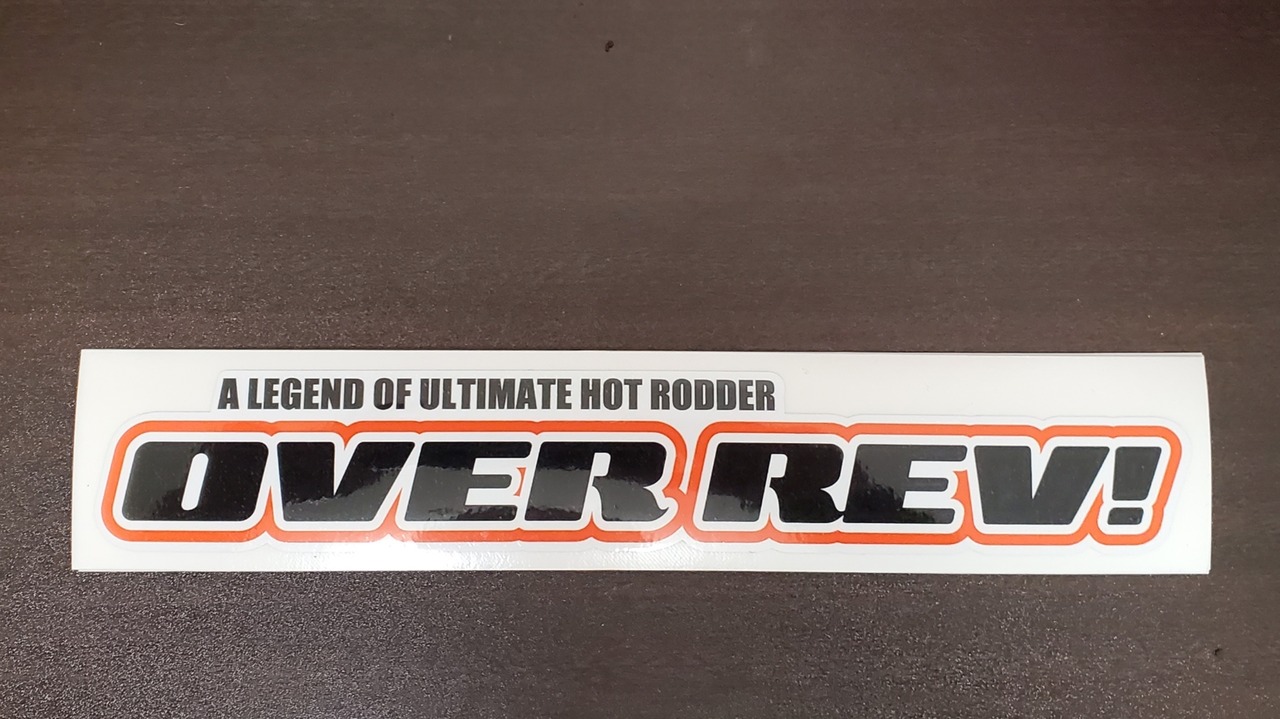 A LEGEND OF ULTIMATE HOT RODDER
OVER REV!